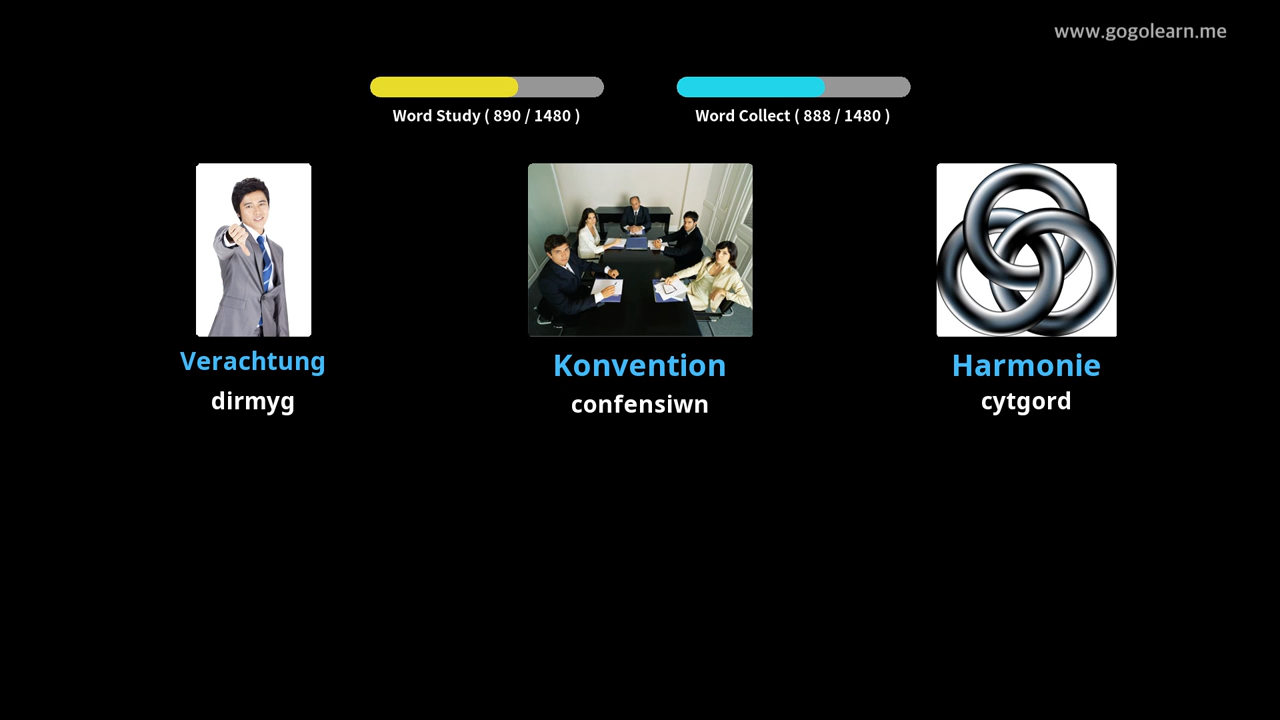 www.gogolearn.me
Word Study ( 890 / 1480 )
Word Collect ( 888 / 1480 )
Verachtung
dirmyg
Konvention
confensiwn
Harmonie
cytgord